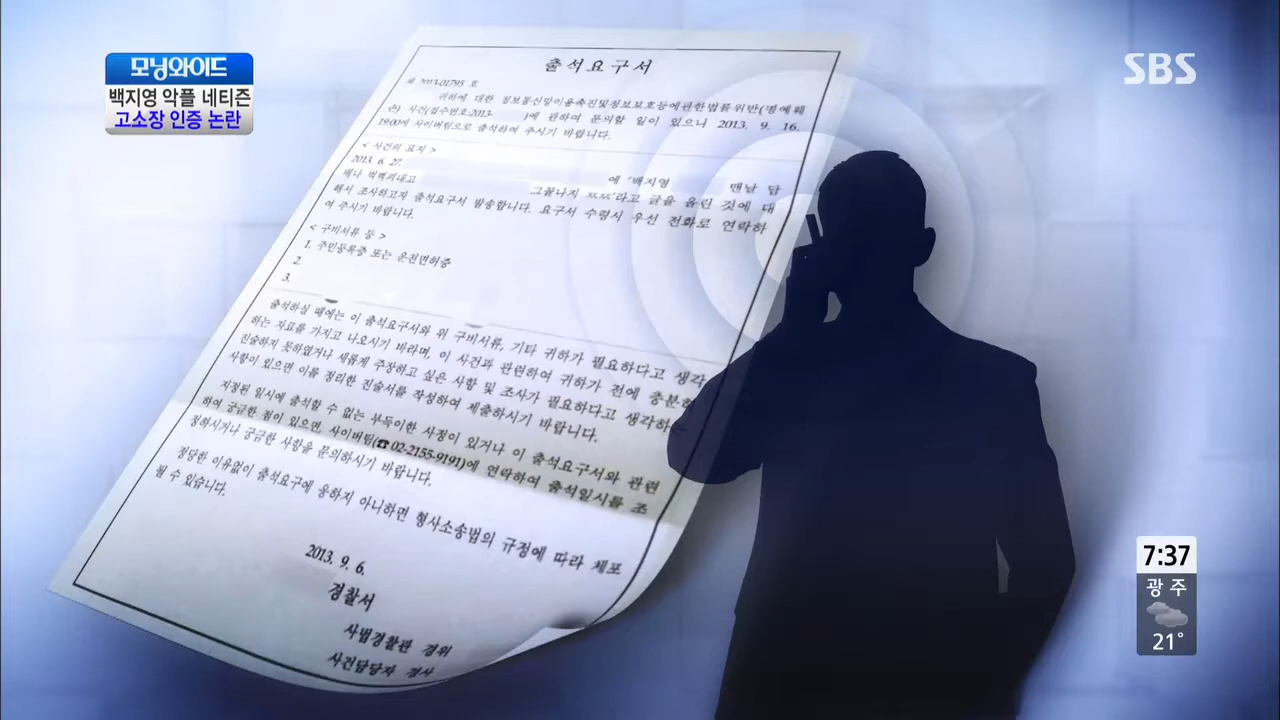 모닝와이드
백지영 악플 네티즌
고소장 인증 논란
SBS
출석요구서
귀하에 대한 정보통신망이용촉진및정보보호등에관한법률위반(명예훼
손) 사건(접수번호:2013- )에 관하여 문의할 일이 있으니 2013. 9. 16.
19:00에 사이버팀으로 출석하여 주시기 바랍니다.
< 사건의 요지 >
2013. 6. 27.
에 '백지영 맨날 담
배나 벅벅펴대고 그꼴나지 ㅉㅉ'라고 글을 올린 것에 대
해서 조사하고자 출석요구서 발송합니다. 요구서 수령시 우선 전화로 연락하
여 주시기 바랍니다.
< 구비서류 등 >
1. 주민등록증 또는 운전면허증
2.
3.
출석하실 때에는 이 출석요구서와 위 구비서류, 기타 귀하가 필요하다고 생각
하는 자료를 가지고 나오시기 바라며, 이 사건과 관련하여 귀하가 전에 충분히
진술하지 못하였거나 새롭게 주장하고 싶은 사항 및 조사가 필요하다고 생각하는
사항이 있으면 이를 정리한 진술서를 작성하여 제출하시기 바랍니다.
지정된 일시에 출석할 수 없는 부득이한 사정이 있거나 이 출석요구서와 관련
하여 궁금한 점이 있으면, 사이버팀(☎02-2155-9191)에 연락하여 출석일시를 조
정하시거나 궁금한 사항을 문의하시기 바랍니다.
정당한 이유없이 출석요구에 응하지 아니하면 형사소송법의 규정에 따라 체포
될 수 있습니다.
2013. 9. 6.
경찰서
사법경찰관 경위
사건담당자 경사
7:37
광주
21°